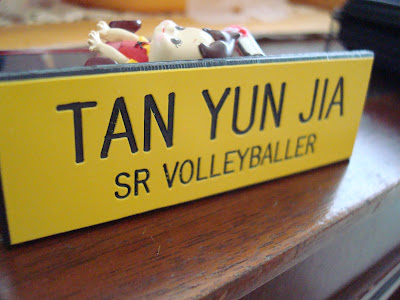 TAN YUN JIA
SR VOLLEYBALLER